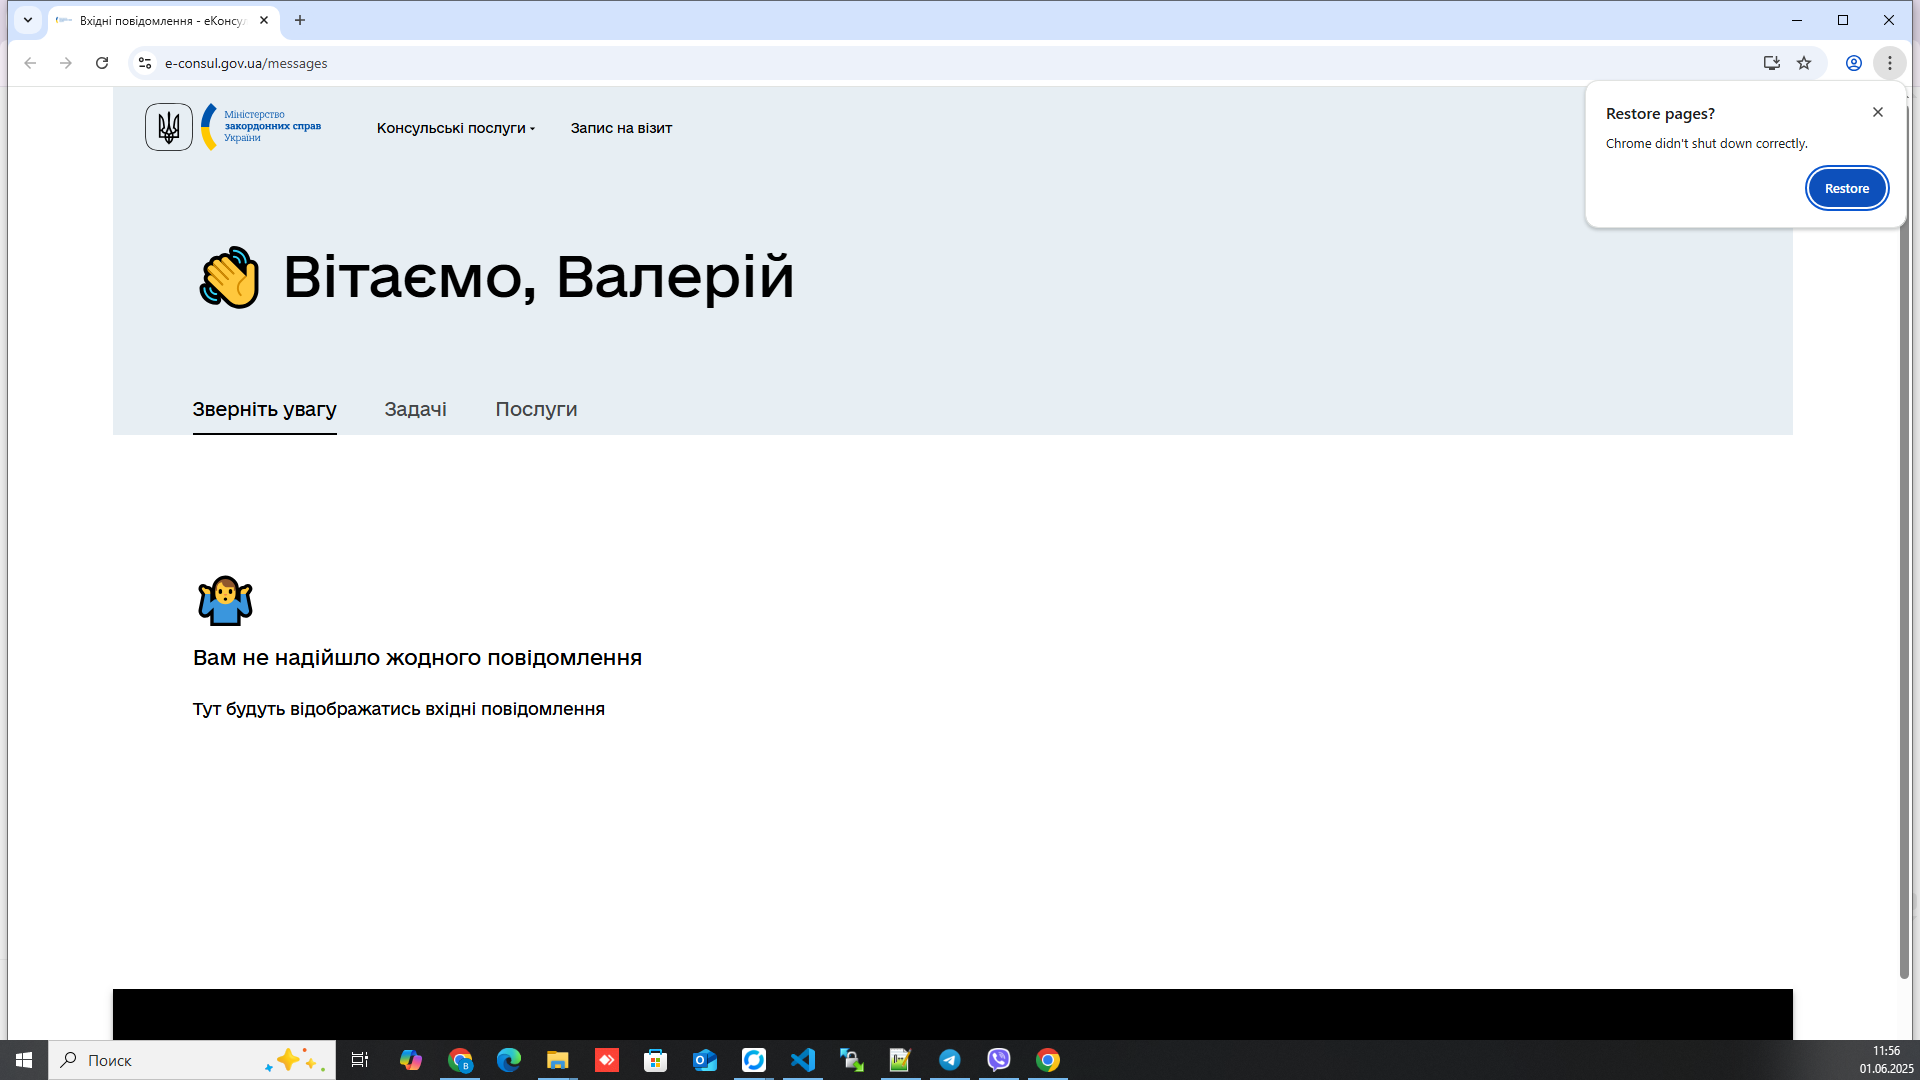 Вхідні повідомлення - еКонсу
e-consul.gov.ua/messages
Restore pages?
Chrome didn't shut down correctly.
Restore
Міністерство
закордонних справ
України
Консульські послуги
Запис на візит
Вітаємо, Валерій
Зверніть увагу
Задачі
Послуги
Вам не надійшло жодного повідомлення
Тут будуть відображатись вхідні повідомлення
Поиск
11:56
01.06.2025